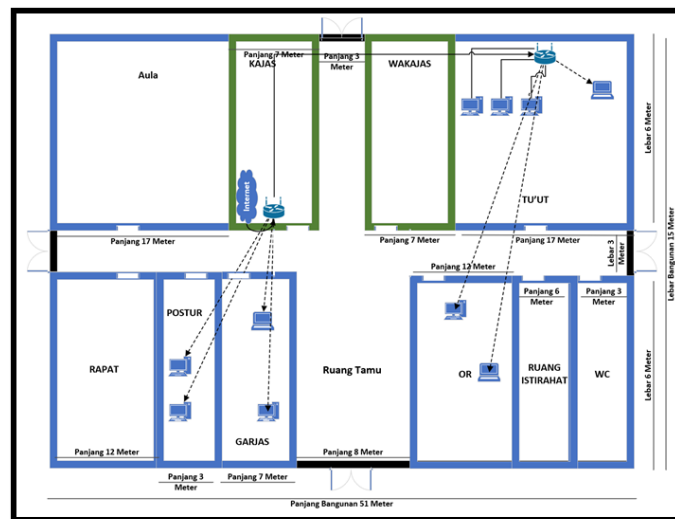 Panjang 7 Meter
KAJAS
Panjang 3
Meter
WAKAJAS
Aula
Internet
TU'UT
Lebar 6 Meter
Panjang 17 Meter
Panjang 7 Meter
Panjang 17 Meter
Lebar 3
Meter
Lebar Bangunan 15 Meter
Panjang 12 Meter
Panjang 6
Meter
Panjang 3
Meter
POSTUR
RAPAT
Ruang Tamu
OR
RUANG
ISTIRAHAT
WC
Lebar 6 Meter
GARJAS
Panjang 12 Meter
Panjang 8 Meter
Panjang 3
Meter
Panjang 7 Meter
Panjang Bangunan 51 Meter